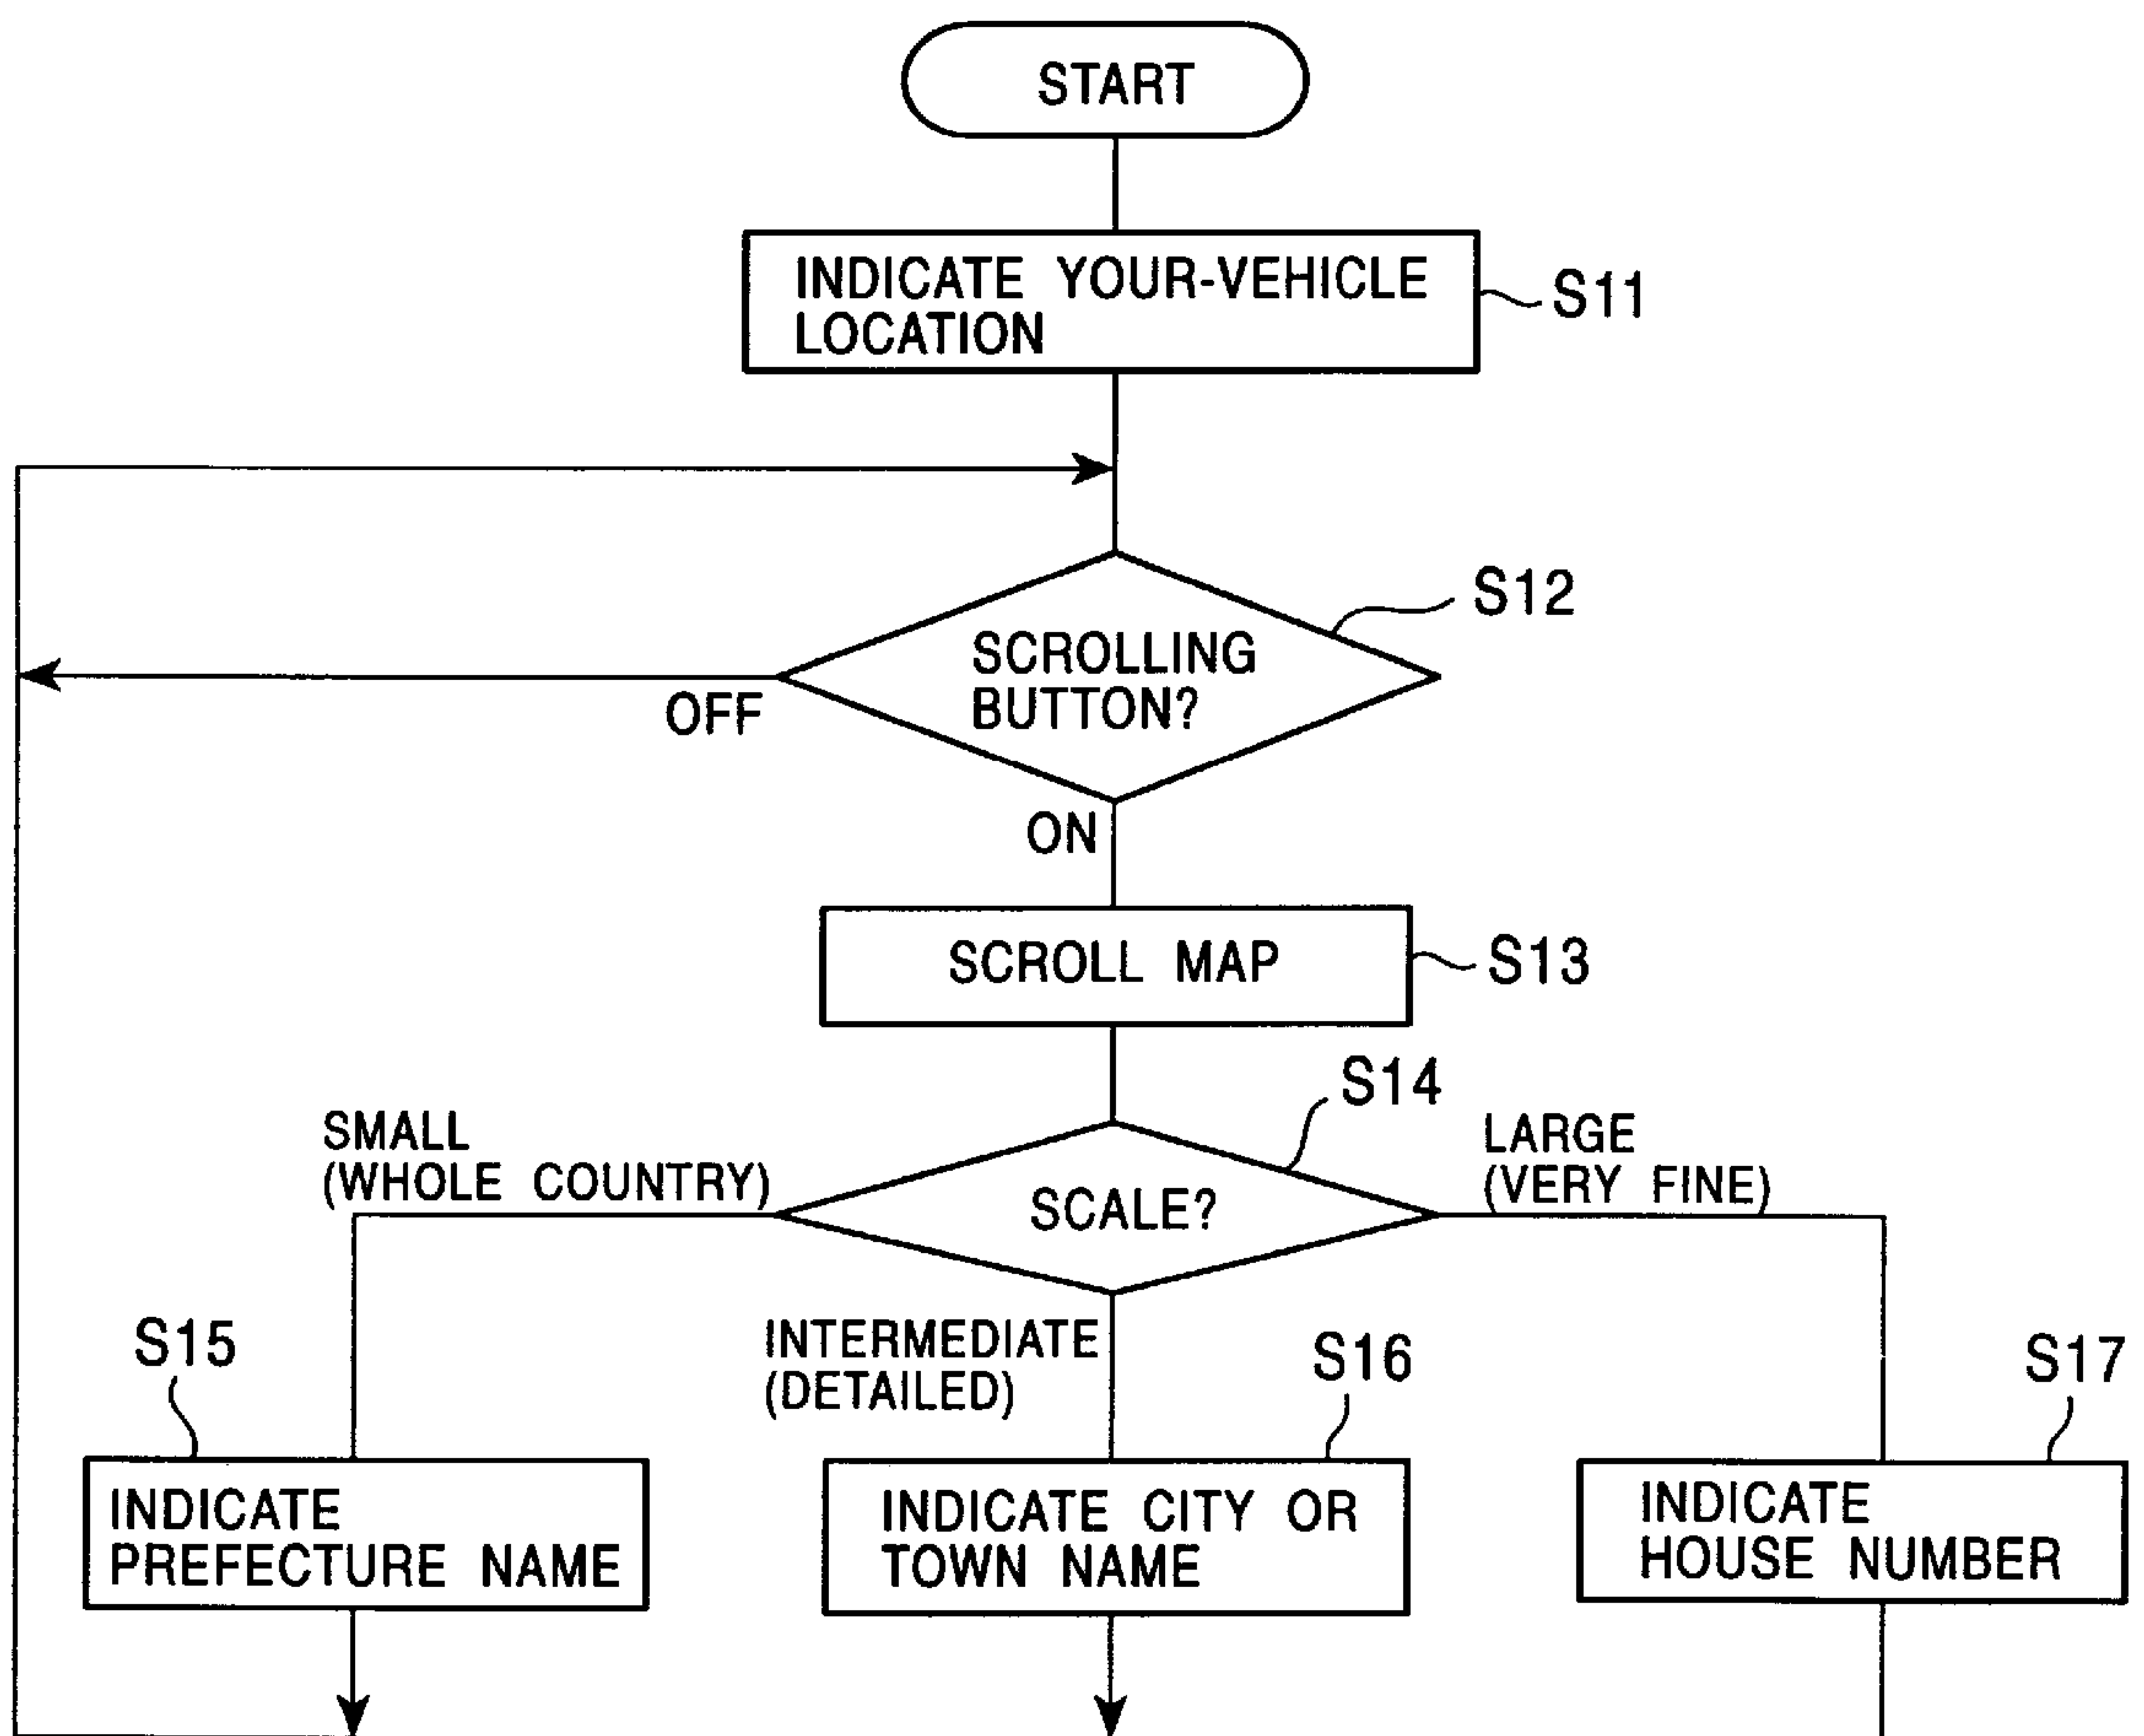 START
INDICATE YOUR-VEHICLE
LOCATION
S11
S12
SCROLLING
BUTTON?
OFF
ON
SCROLL MAP
S13
S14
SMALL
(WHOLE COUNTRY)
LARGE
(VERY FINE)
SCALE?
S15
INTERMEDIATE
(DETAILED)
S16
S17
INDICATE
PREFECTURE NAME
INDICATE CITY OR
TOWN NAME
INDICATE
HOUSE NUMBER